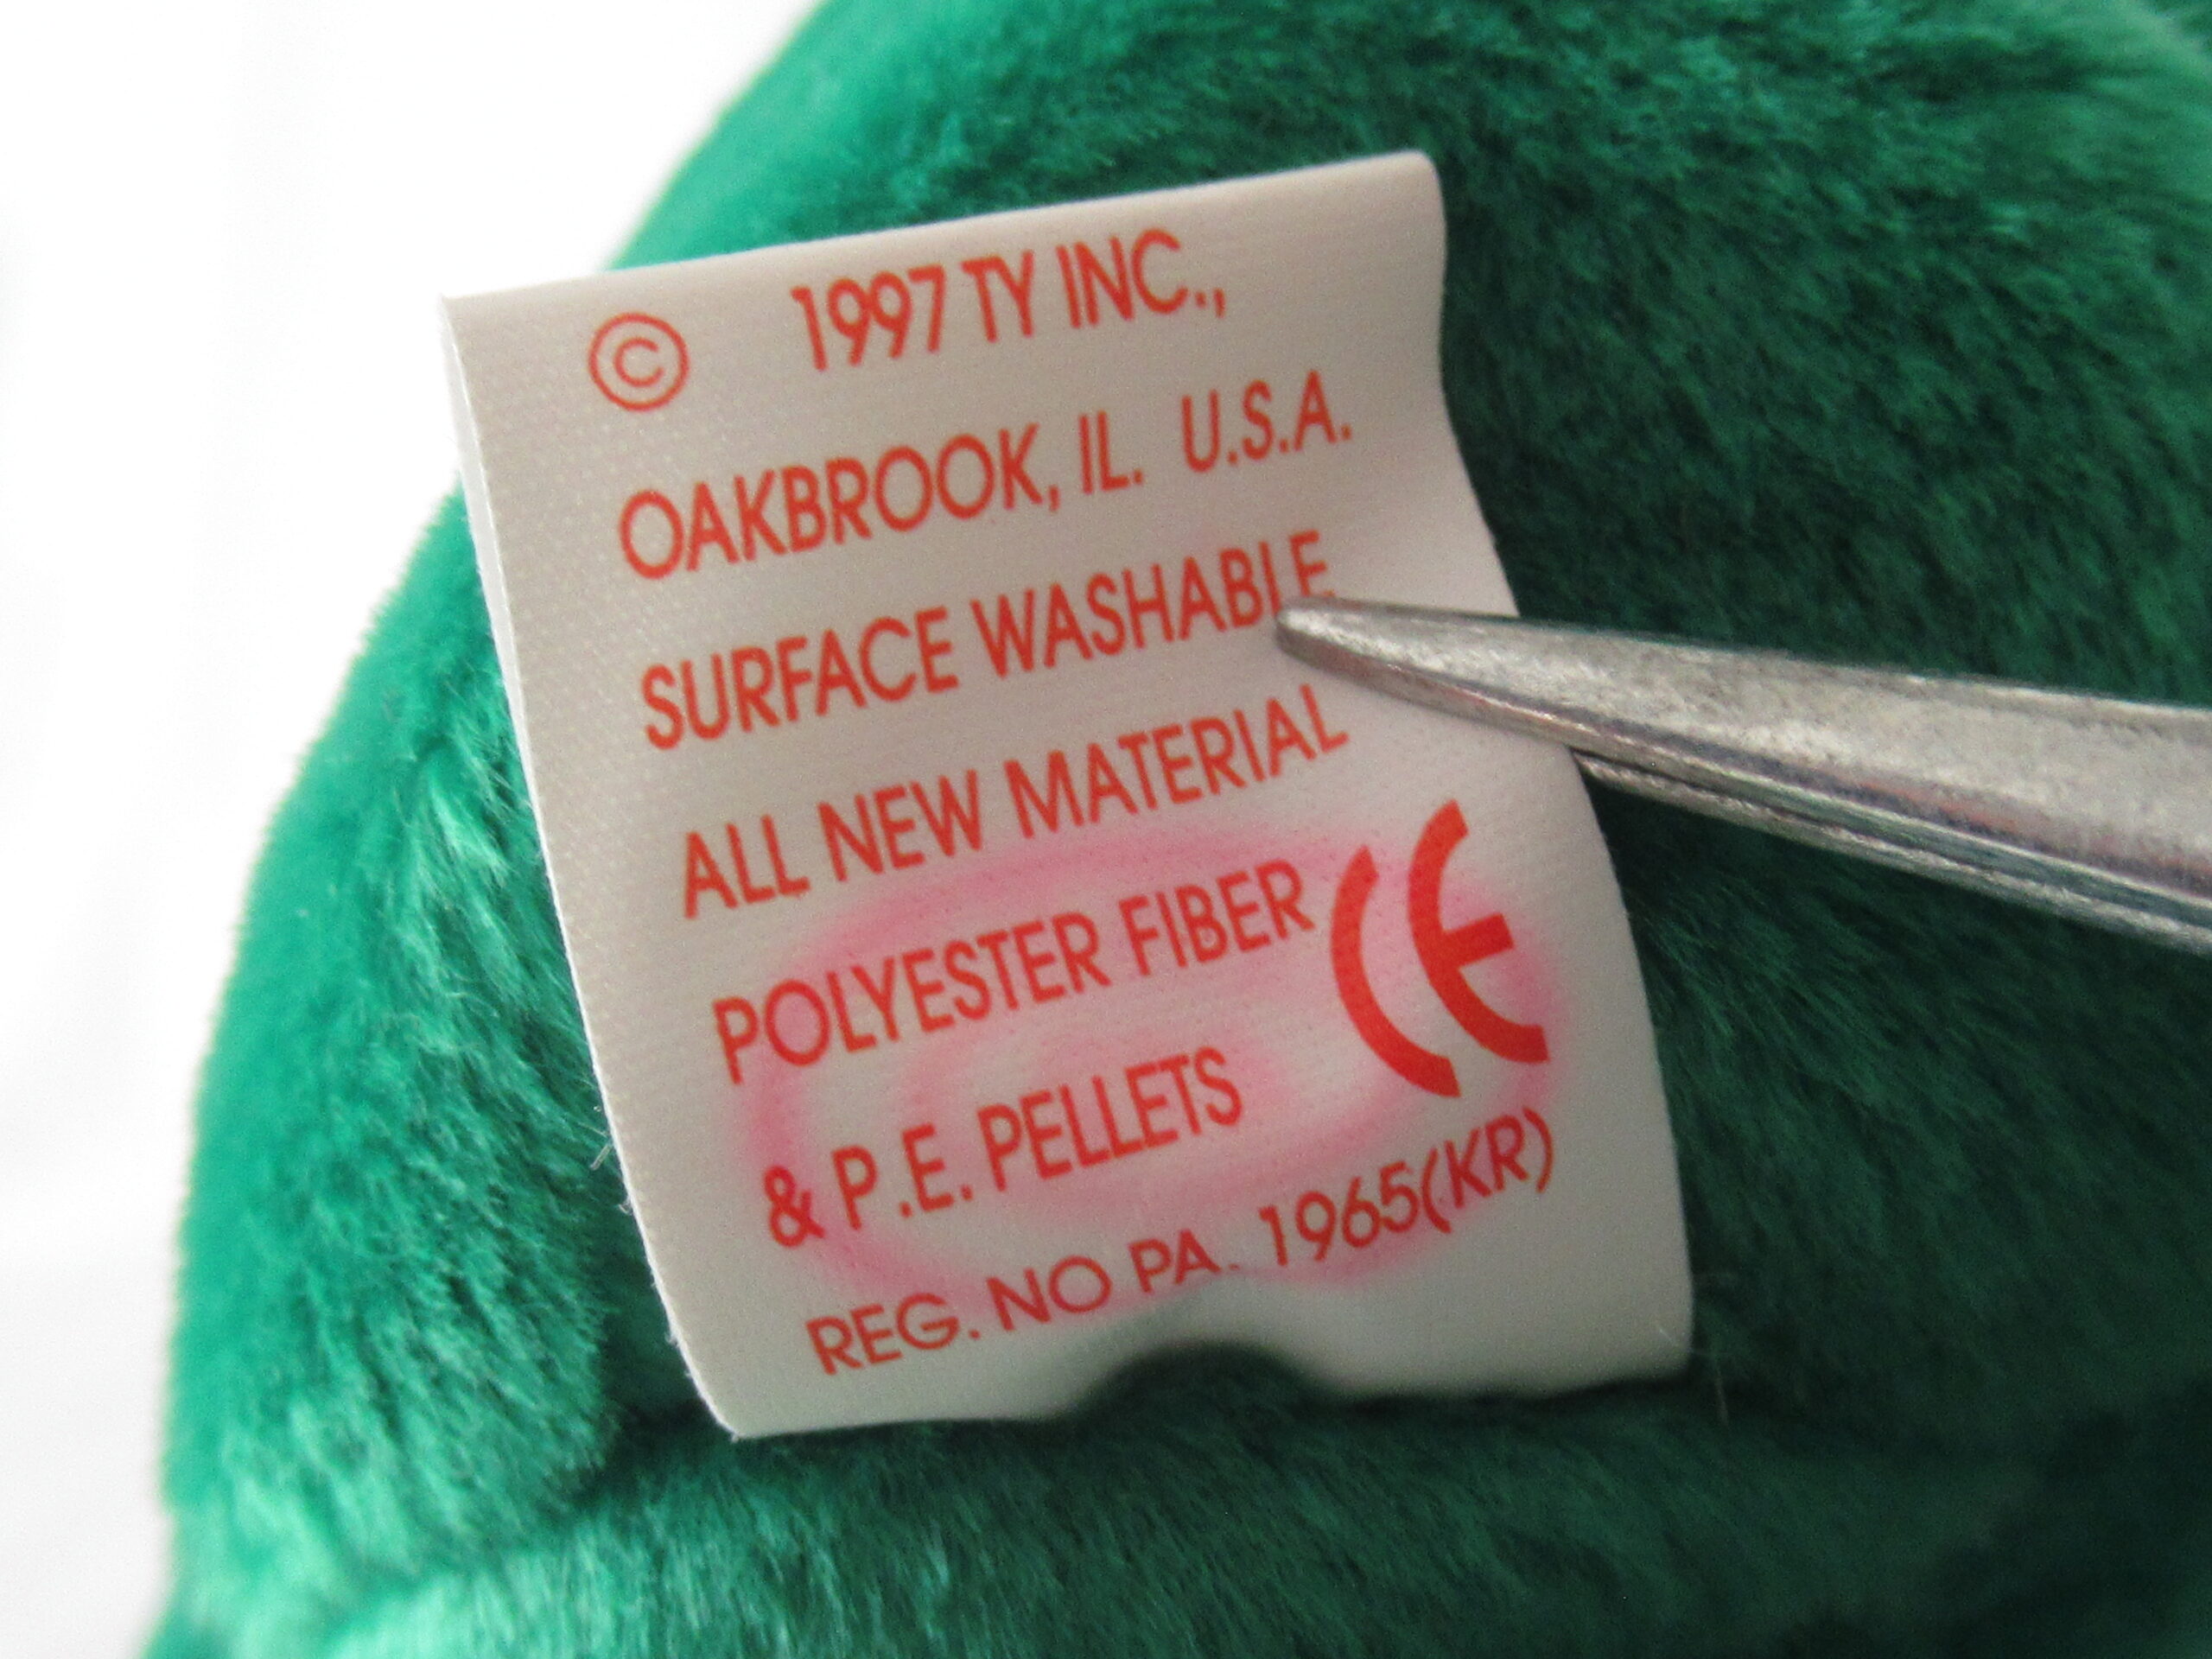 © 1997 TY INC.,
OAKBROOK, IL. U.S.A.
SURFACE WASHABLE
ALL NEW MATERIAL
POLYESTER FIBER
& P.E. PELLETS CE
REG. NO PA. 1965(KR)